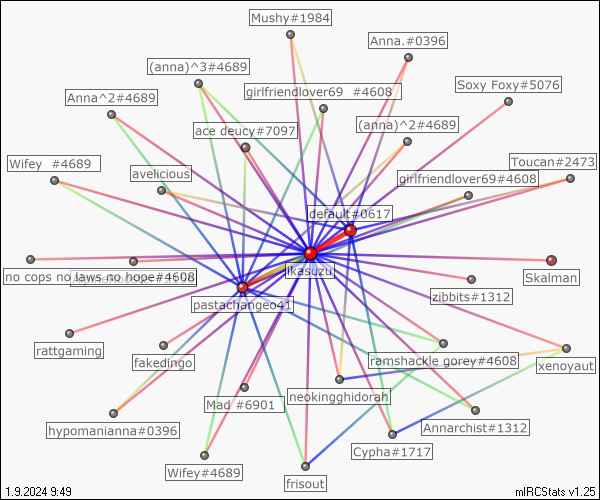 Mushy#1984
Anna.#0396
(anna)^3#4689
girlfriendlover69 #4608
Soxy Foxy#5076
Anna^2#4689
ace deucy#7097
(anna)^2#4689
Wifey #4689
avelicious
Toucan#2473
girlfriendlover69#4608
default#0617
no cops no laws no hope#4608
ikasuzu
Skalman
zibbits#1312
pastachangeo41
rattgaming
fakedingo
ramshackle gorey#4608
xenoyaut
neokingghidorah
Mad #6901
hypomanianna#0396
Annarchist#1312
Cypha#1717
Wifey#4689
frisout
1.9.2024 9:49
mIRCStats v1.25